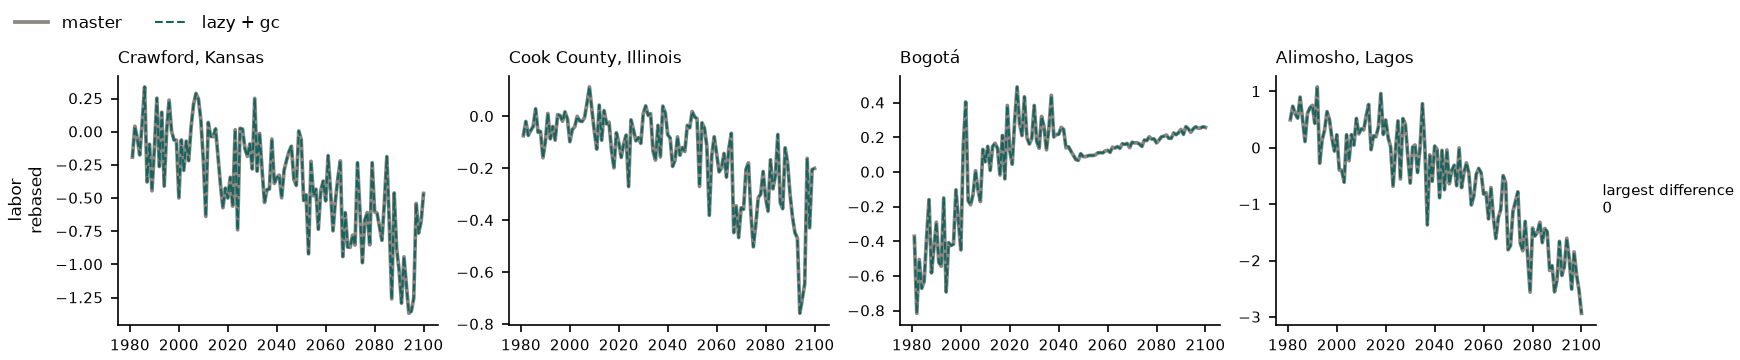 master lazy + gc
Crawford, Kansas
Cook County, Illinois
Bogotá
Alimosho, Lagos
labor
rebased
0.25
0.00
−0.25
−0.50
−0.75
−1.00
−1.25
1980 2000 2020 2040 2060 2080 2100
0.0
−0.2
−0.4
−0.6
−0.8
1980 2000 2020 2040 2060 2080 2100
0.4
0.2
0.0
−0.2
−0.4
−0.6
−0.8
1980 2000 2020 2040 2060 2080 2100
1
0
−1
−2
−3
1980 2000 2020 2040 2060 2080 2100
largest difference
0